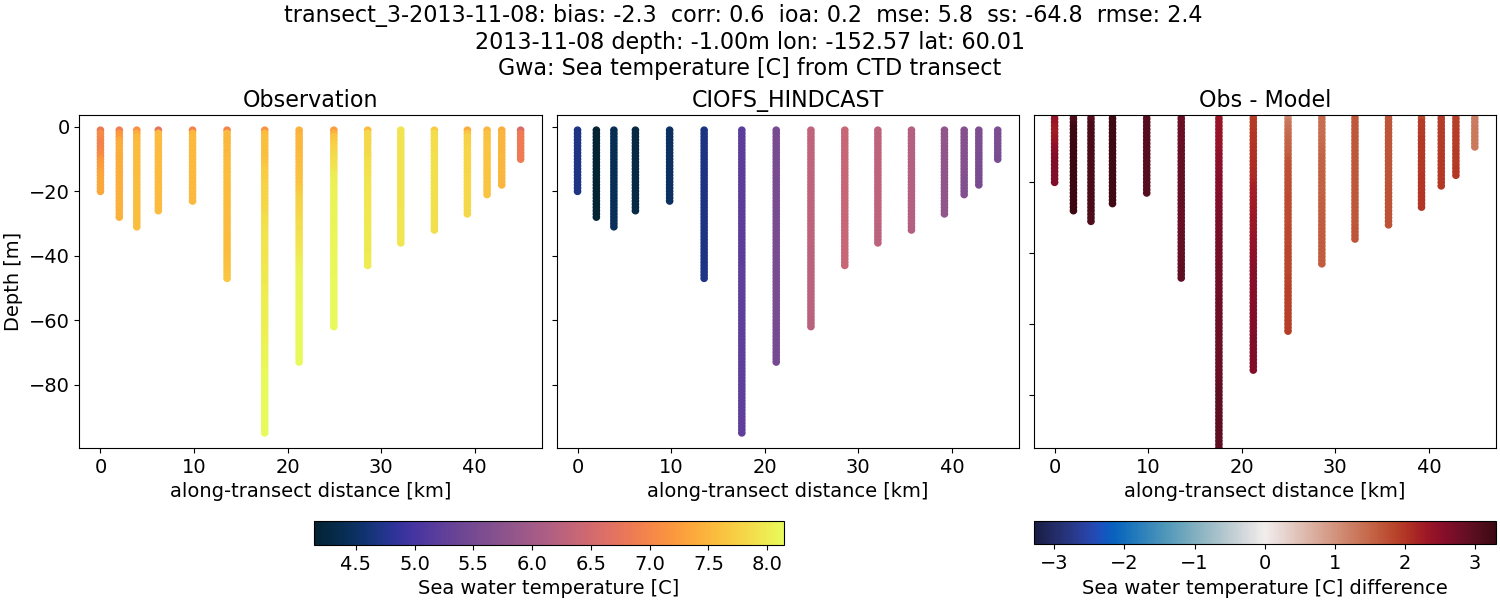 transect_3-2013-11-08: bias: -2.3  corr: 0.6  ioa: 0.2  mse: 5.8  ss: -64.8  rmse: 2.4
2013-11-08 depth: -1.00m lon: -152.57 lat: 60.01
Gwa: Sea temperature [C] from CTD transect
Observation
CIOFS_HINDCAST
Obs - Model
Depth [m]
0
−20
−40
−60
−80
0 10 20 30 40
0 10 20 30 40
0 10 20 30 40
along-transect distance [km]
along-transect distance [km]
along-transect distance [km]
4.5 5.0 5.5 6.0 6.5 7.0 7.5 8.0
Sea water temperature [C]
−3 −2 −1 0 1 2 3
Sea water temperature [C] difference